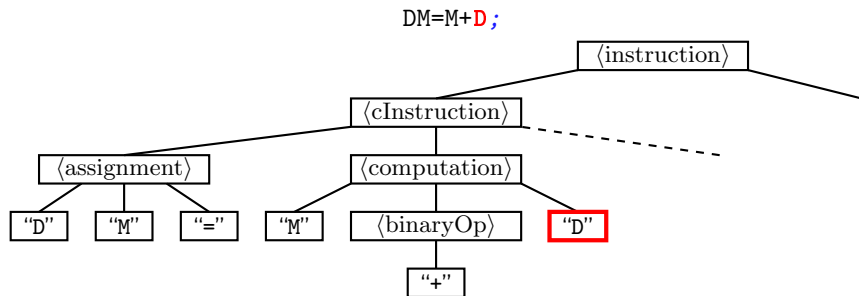 DM=M+D;
⟨instruction⟩
⟨cInstruction⟩
⟨assignment⟩ ⟨computation⟩
“D” “M” “=” “M” ⟨binaryOp⟩ “D”
“+”